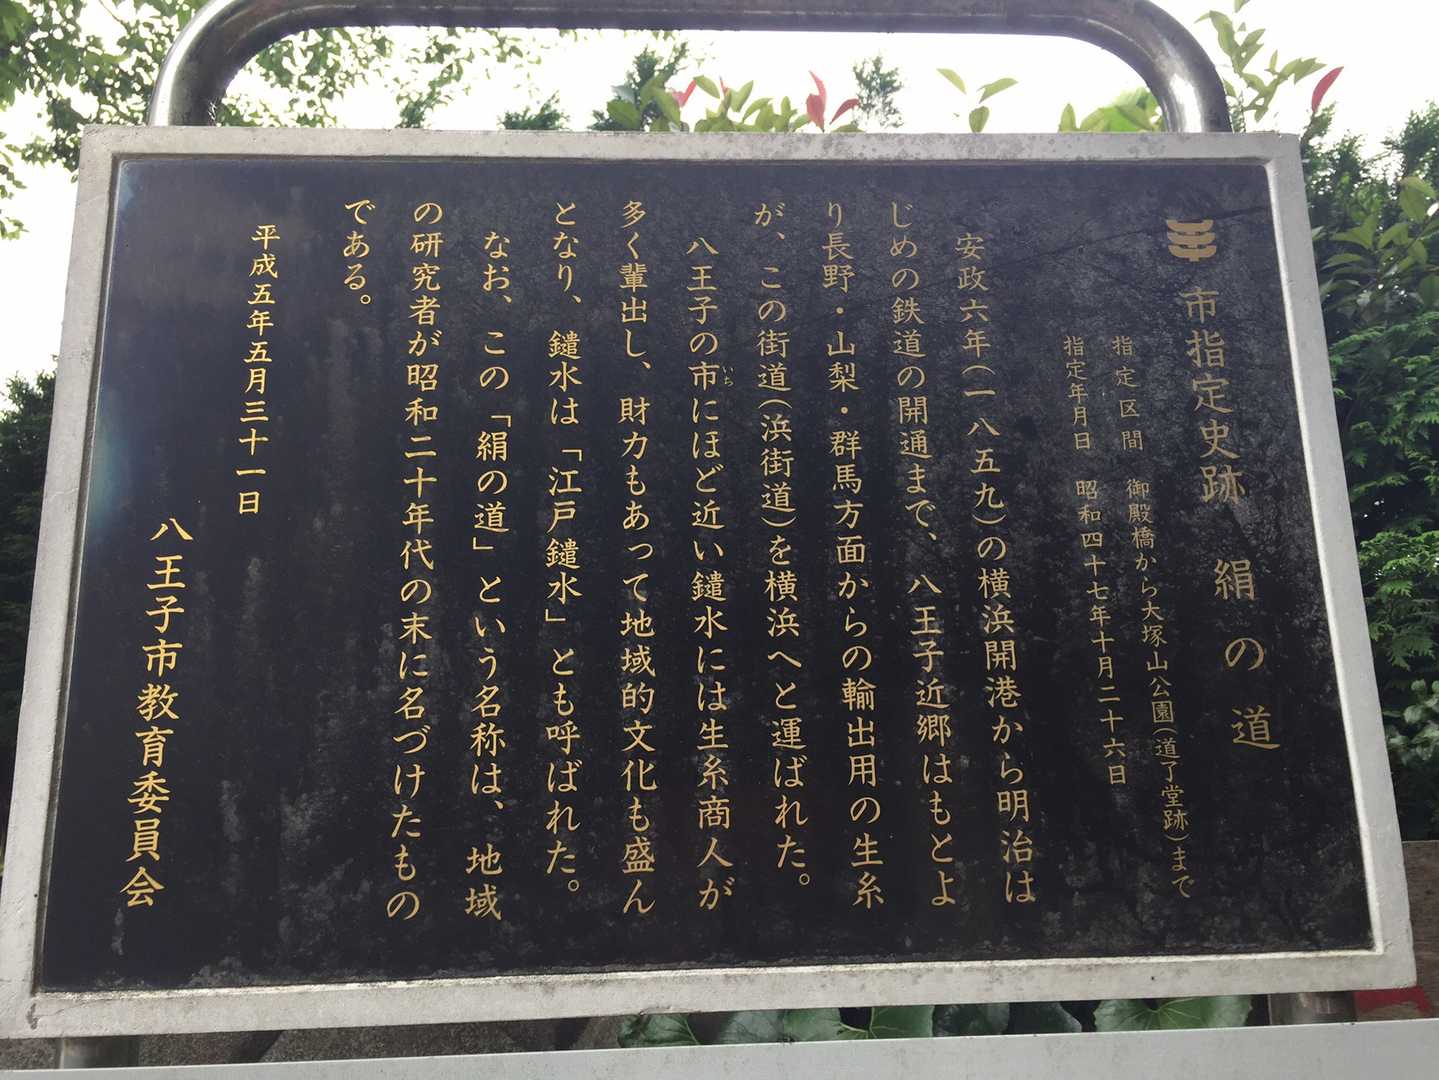 市指定史跡　絹の道
指定区間　御殿橋から大塚山公園(道了堂跡)まで
指定年月日　昭和四十七年十月二十六日
安政六年(一八五九)の横浜開港から明治は
じめの鉄道の開通まで、八王子近郷はもとよ
り長野・山梨・群馬方面からの輸出用の生糸
が、この街道(浜街道)を横浜へと運ばれた。
八王子の市にほど近い鑓水には生糸商人が
いち
多く輩出し、財力もあって地域的文化も盛ん
となり、鑓水は「江戸鑓水」とも呼ばれた。
なお、この「絹の道」という名称は、地域
の研究者が昭和二十年代の末に名づけたもの
である。
平成五年五月三十一日
八王子市教育委員会